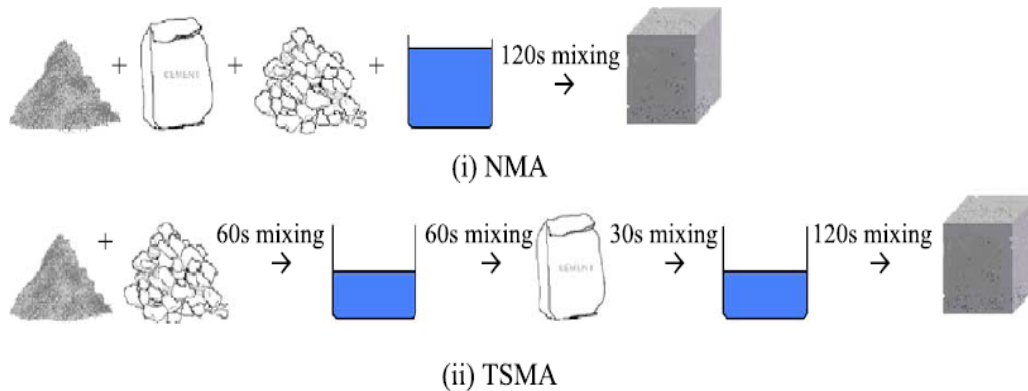 + CEMENT + + 120s mixing →
(i) NMA
+ 60s mixing → 60s mixing → CEMENT 30s mixing → 120s mixing →
(ii) TSMA